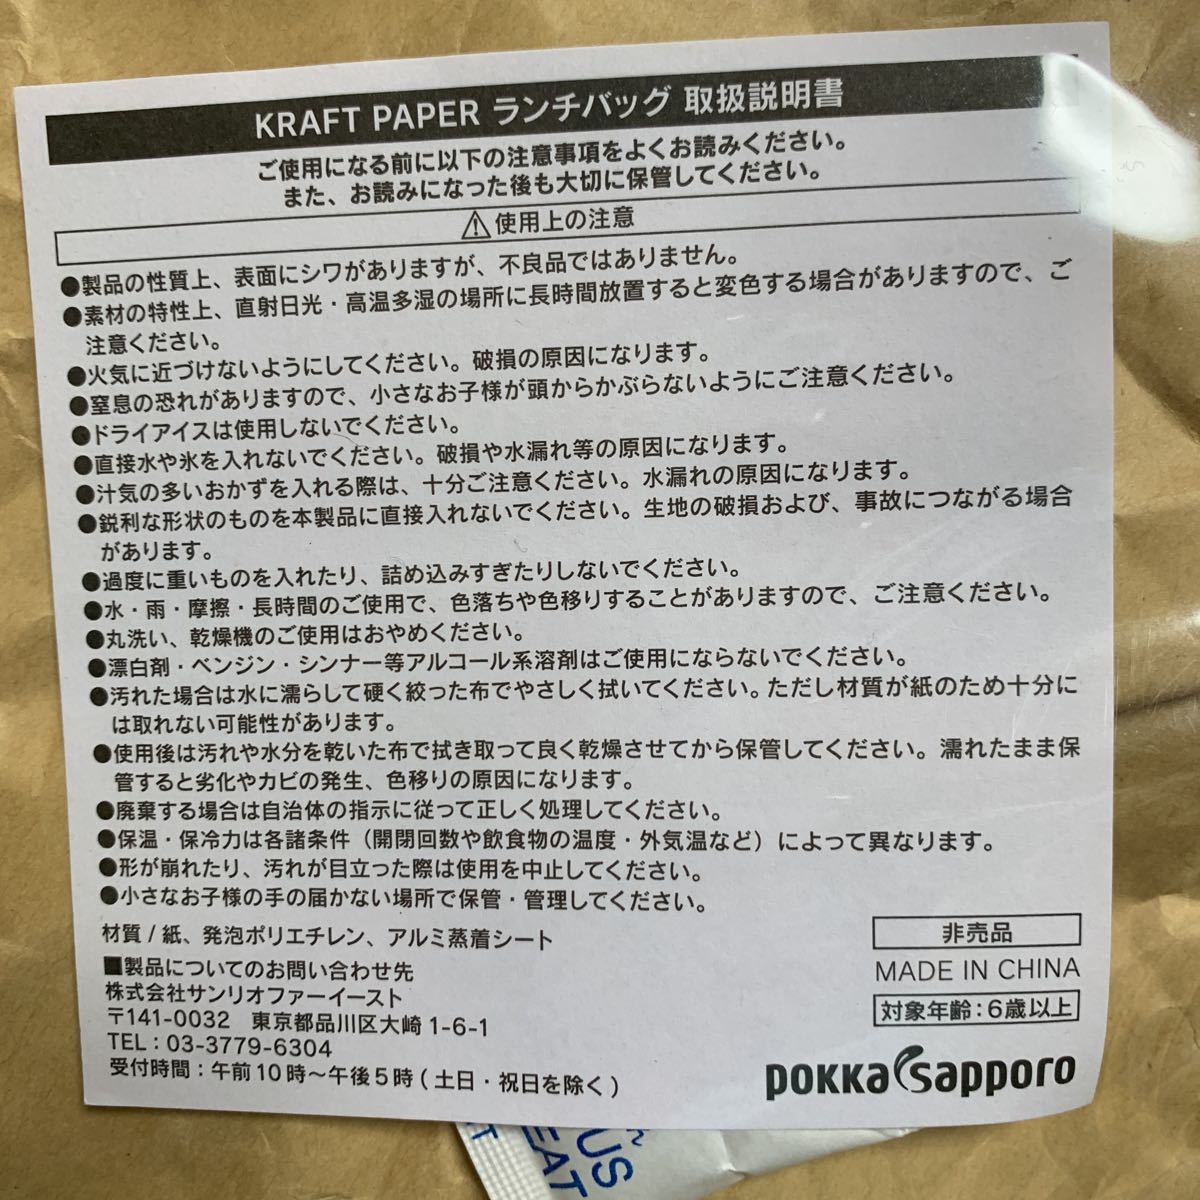 KRAFT PAPER ランチバッグ 取扱説明書
ご使用になる前に以下の注意事項をよくお読みください。
また、お読みになった後も大切に保管してください。
⚠使用上の注意
●製品の性質上、表面にシワがありますが、不良品ではありません。
●素材の特性上、直射日光・高温多湿の場所に長時間放置すると変色する場合がありますので、ご
注意ください。
●火気に近づけないようにしてください。破損の原因になります。
●窒息の恐れがありますので、小さなお子様が頭からかぶらないようにご注意ください。
●ドライアイスは使用しないでください。
●直接水や氷を入れないでください。破損や水漏れ等の原因になります。
●汁気の多いおかずを入れる際は、十分ご注意ください。水漏れの原因になります。
●鋭利な形状のものを本製品に直接入れないでください。生地の破損および、事故につながる場合
があります。
●過度に重いものを入れたり、詰め込みすぎたりしないでください。
●水・雨・摩擦・長時間のご使用で、色落ちや色移りすることがありますので、ご注意ください。
●丸洗い、乾燥機のご使用はおやめください。
●漂白剤・ベンジン・シンナー等アルコール系溶剤はご使用にならないでください。
●汚れた場合は水に濡らして硬く絞った布でやさしく拭いてください。ただし材質が紙のため十分に
は取れない可能性があります。
●使用後は汚れや水分を乾いた布で拭き取って良く乾燥させてから保管してください。濡れたまま保
管すると劣化やカビの発生、色移りの原因になります。
●廃棄する場合は自治体の指示に従って正しく処理してください。
●保温・保冷力は各諸条件（開閉回数や飲食物の温度・外気温など）によって異なります。
●形が崩れたり、汚れが目立った際は使用を中止してください。
●小さなお子様の手の届かない場所で保管・管理してください。
材質/紙、発泡ポリエチレン、アルミ蒸着シート
■製品についてのお問い合わせ先
株式会社サンリオファーイースト
〒141-0032 東京都品川区大崎1-6-1
TEL：03-3779-6304
受付時間：午前10時～午後5時(土日・祝日を除く)
非売品
MADE IN CHINA
対象年齢：6歳以上
pokka sapporo
US
EAT